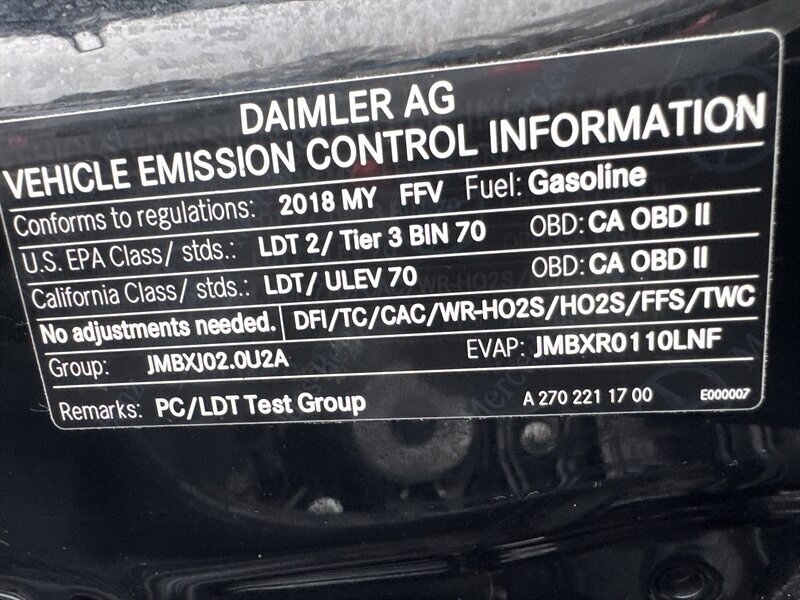 DAIMLER AG
VEHICLE EMISSION CONTROL INFORMATION
Conforms to regulations: 2018 MY FFV Fuel: Gasoline
U.S. EPA Class/ stds.: LDT 2/ Tier 3 BIN 70 OBD: CA OBD II
California Class/ stds.: LDT/ ULEV 70 OBD: CA OBD II
No adjustments needed. DFI/TC/CAC/WR-HO2S/HO2S/FFS/TWC
Group: JMBXJ02.0U2A EVAP: JMBXR0110LNF
Remarks: PC/LDT Test Group A 270 221 17 00 E000007